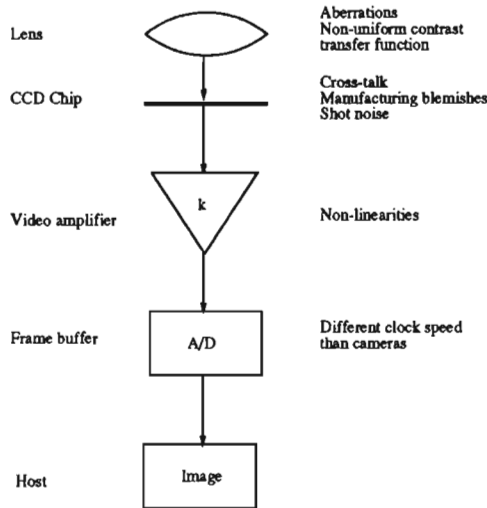 Lens
Aberrations
Non-uniform contrast
transfer function
CCD Chip
Cross-talk
Manufacturing blemishes
Shot noise
k
Video amplifier
Non-linearities
Frame buffer
A/D
Different clock speed
than cameras
Host
Image